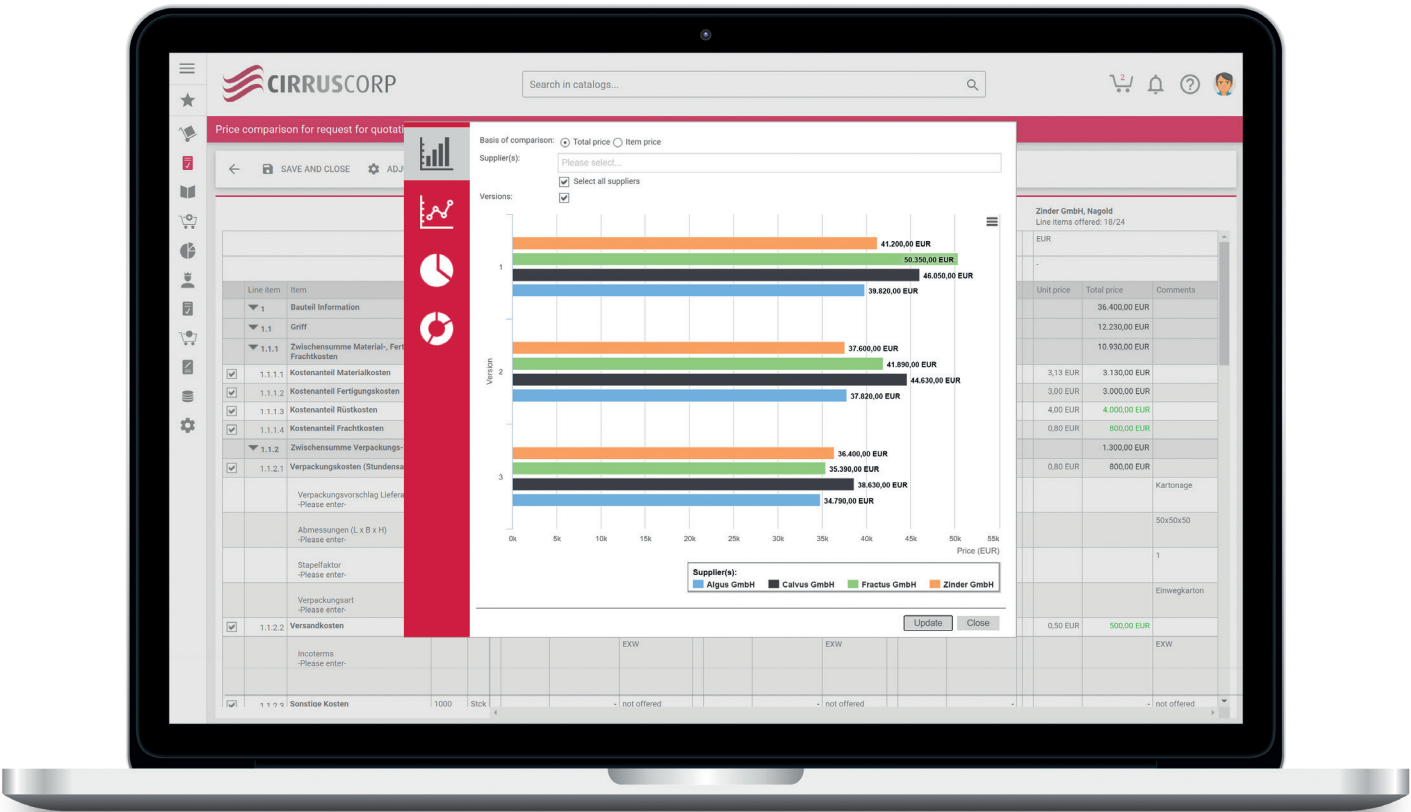 CIRRUSCORP
Search in catalogs...
2
Price comparison for request for quotati
SAVE AND CLOSE
ADJ
Basis of comparison: Total price Item price
Supplier(s): Please select...
Select all suppliers
Versions:
Zinder GmbH, Nagold
Line items offered: 18/24
EUR
-
Line item Item
Unit price Total price Comments
1 Bauteil Information 36.400,00 EUR
1.1 Griff 12.230,00 EUR
1.1.1 Zwischensumme Material-, Fert 10.930,00 EUR
Frachtkosten
1.1.1.1 Kostenanteil Materialkosten 3,13 EUR 3.130,00 EUR
1.1.1.2 Kostenanteil Fertigungskosten 3,00 EUR 3.000,00 EUR
1.1.1.3 Kostenanteil Rüstkosten 4,00 EUR 4.000,00 EUR
1.1.1.4 Kostenanteil Frachtkosten 0,80 EUR 800,00 EUR
1.1.2 Zwischensumme Verpackungs- 1.300,00 EUR
1.1.2.1 Verpackungskosten (Stundensa 0,80 EUR 800,00 EUR
Verpackungsvorschlag Liefera
-Please enter-
Kartonage
Abmessungen (L x B x H)
-Please enter-
50x50x50
Stapelfaktor
-Please enter-
1
Verpackungsart
-Please enter-
Einwegkarton
1.1.2.2 Versandkosten 0,50 EUR 500,00 EUR
Incoterms
-Please enter-
EXW EXW EXW
1.1.2.3 Sonstige Kosten 1000 Stck - not offered - not offered - - not offered
Version
1
41.200,00 EUR
50.350,00 EUR
46.050,00 EUR
39.820,00 EUR
2
37.600,00 EUR
41.890,00 EUR
44.630,00 EUR
37.820,00 EUR
3
36.400,00 EUR
35.390,00 EUR
38.630,00 EUR
34.790,00 EUR
0k 5k 10k 15k 20k 25k 30k 35k 40k 45k 50k 55k
Price (EUR)
Supplier(s):
Algus GmbH Calvus GmbH Fractus GmbH Zinder GmbH
Update Close